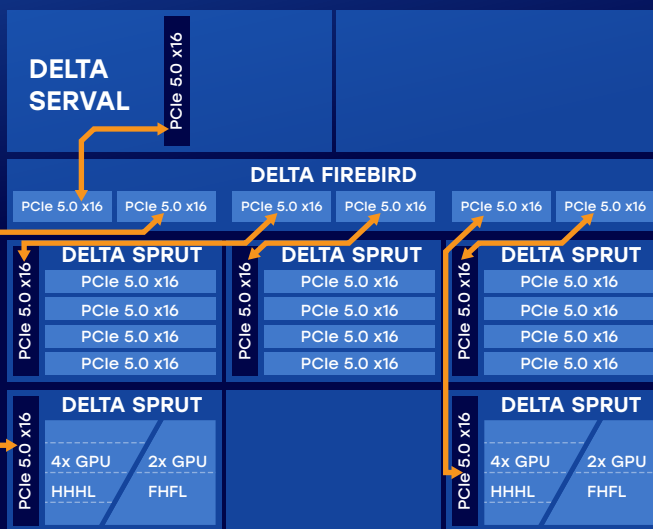 DELTA
SERVAL
PCIe 5.0 x16
DELTA FIREBIRD
PCIe 5.0 x16
PCIe 5.0 x16
PCIe 5.0 x16
PCIe 5.0 x16
PCIe 5.0 x16
PCIe 5.0 x16
PCIe 5.0 x16
DELTA SPRUT
PCIe 5.0 x16
PCIe 5.0 x16
PCIe 5.0 x16
PCIe 5.0 x16
PCIe 5.0 x16
DELTA SPRUT
PCIe 5.0 x16
PCIe 5.0 x16
PCIe 5.0 x16
PCIe 5.0 x16
PCIe 5.0 x16
DELTA SPRUT
PCIe 5.0 x16
PCIe 5.0 x16
PCIe 5.0 x16
PCIe 5.0 x16
PCIe 5.0 x16
DELTA SPRUT
4x GPU
HHHL
2x GPU
FHFL
PCIe 5.0 x16
DELTA SPRUT
4x GPU
HHHL
2x GPU
FHFL